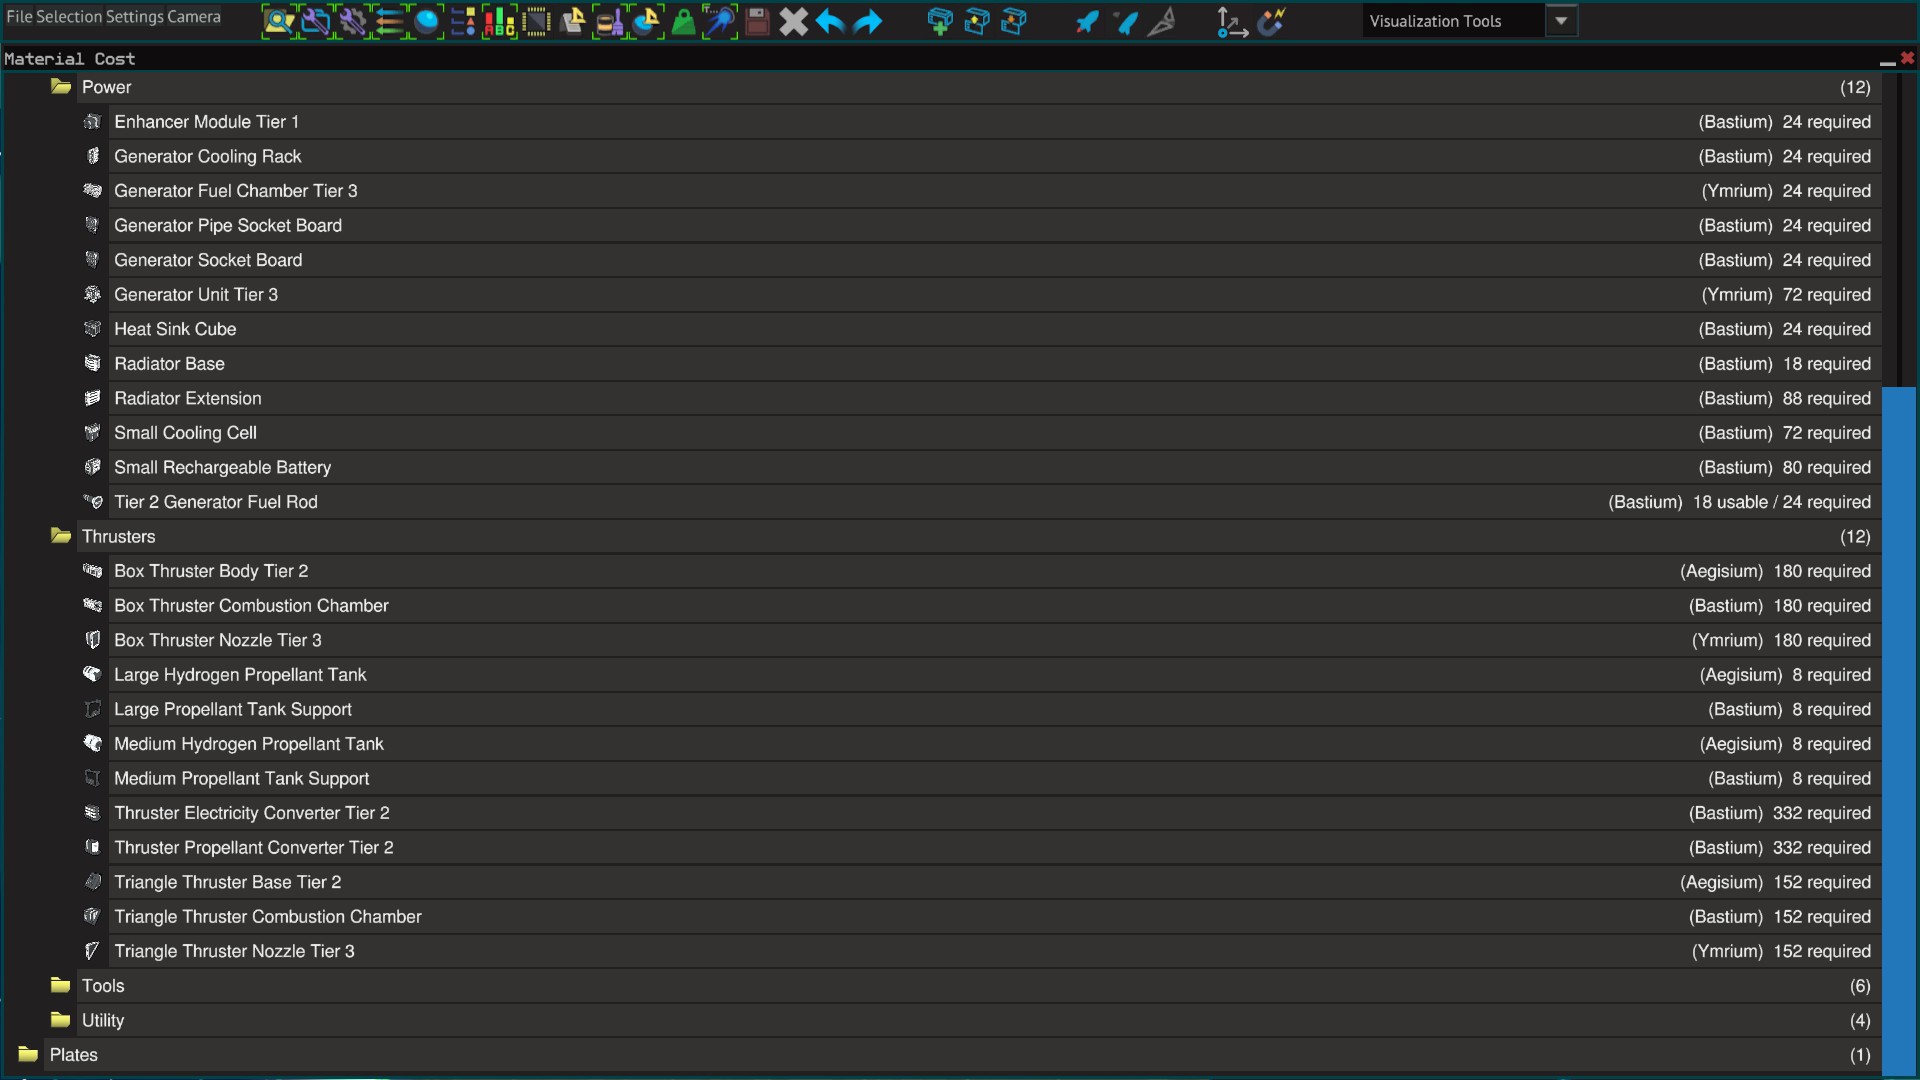 File Selection Settings Camera
ABC
Visualization Tools
Material Cost
Power (12)
Enhancer Module Tier 1 (Bastium) 24 required
Generator Cooling Rack (Bastium) 24 required
Generator Fuel Chamber Tier 3 (Ymrium) 24 required
Generator Pipe Socket Board (Bastium) 24 required
Generator Socket Board (Bastium) 24 required
Generator Unit Tier 3 (Ymrium) 72 required
Heat Sink Cube (Bastium) 24 required
Radiator Base (Bastium) 18 required
Radiator Extension (Bastium) 88 required
Small Cooling Cell (Bastium) 72 required
Small Rechargeable Battery (Bastium) 80 required
Tier 2 Generator Fuel Rod (Bastium) 18 usable / 24 required
Thrusters (12)
Box Thruster Body Tier 2 (Aegisium) 180 required
Box Thruster Combustion Chamber (Bastium) 180 required
Box Thruster Nozzle Tier 3 (Ymrium) 180 required
Large Hydrogen Propellant Tank (Aegisium) 8 required
Large Propellant Tank Support (Bastium) 8 required
Medium Hydrogen Propellant Tank (Aegisium) 8 required
Medium Propellant Tank Support (Bastium) 8 required
Thruster Electricity Converter Tier 2 (Bastium) 332 required
Thruster Propellant Converter Tier 2 (Bastium) 332 required
Triangle Thruster Base Tier 2 (Aegisium) 152 required
Triangle Thruster Combustion Chamber (Bastium) 152 required
Triangle Thruster Nozzle Tier 3 (Ymrium) 152 required
Tools (6)
Utility (4)
Plates (1)